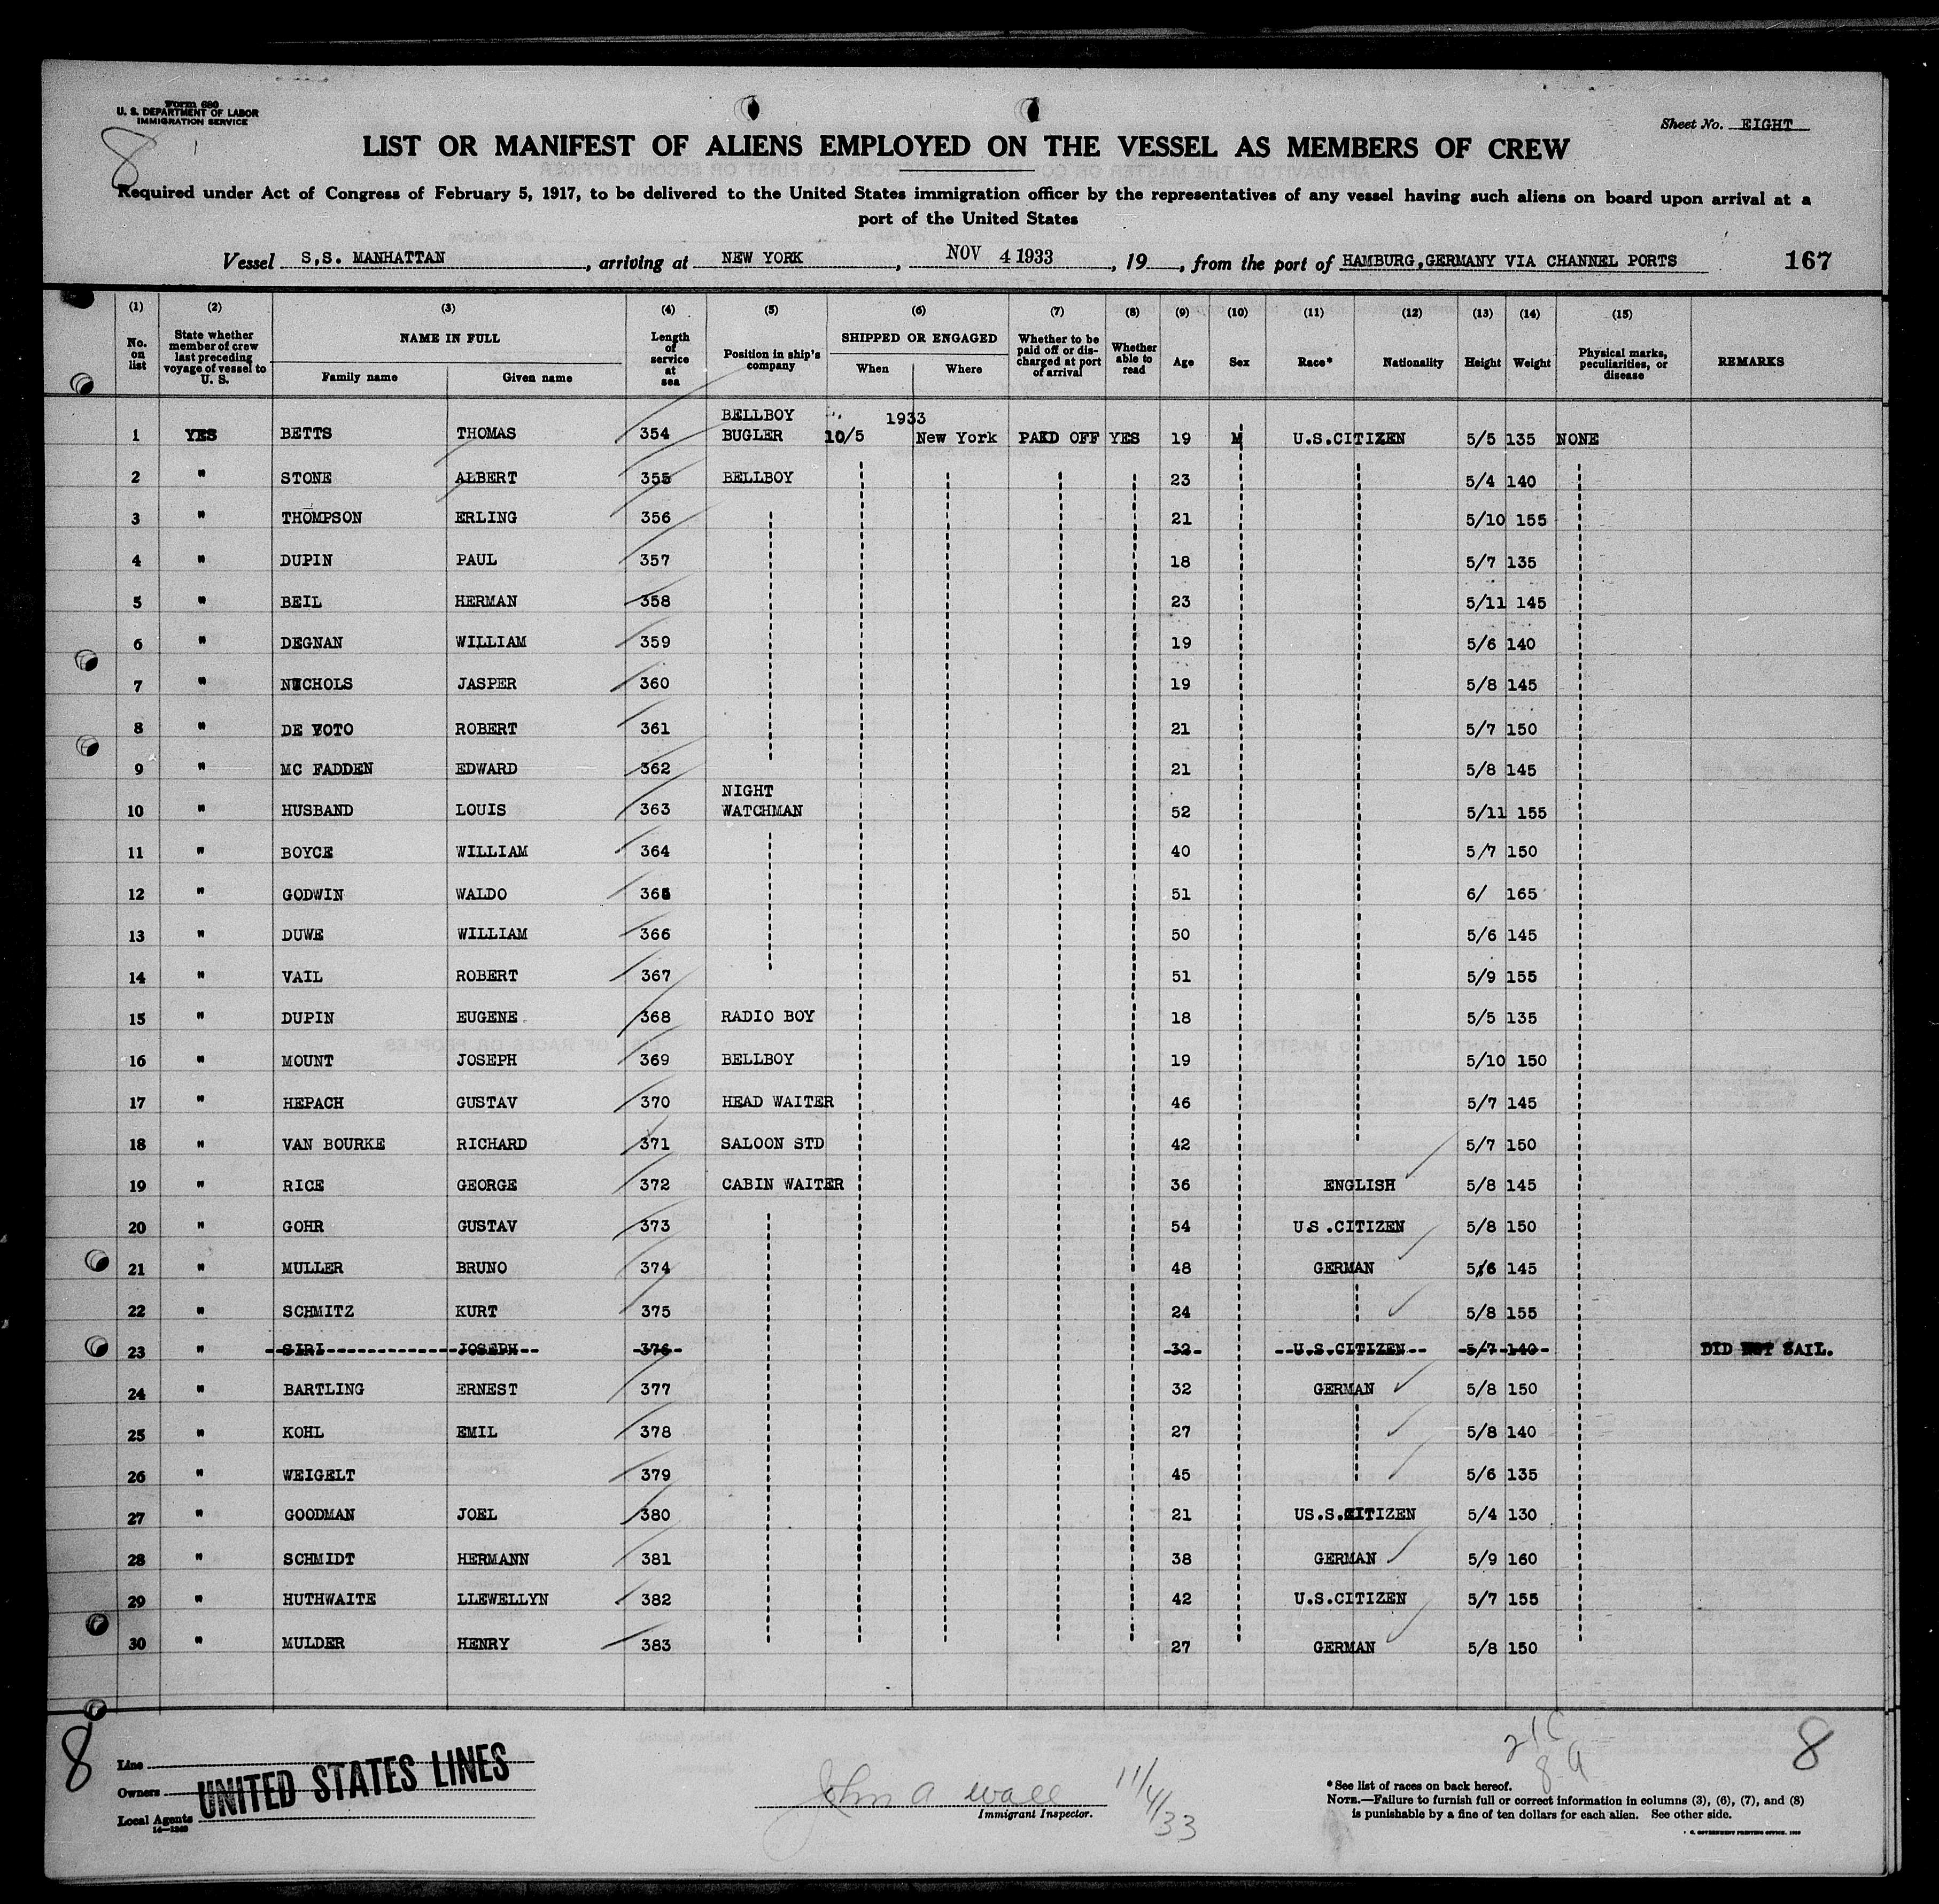 Form 680
U. S. DEPARTMENT OF LABOR
IMMIGRATION SERVICE
8
Sheet No. EIGHT
LIST OR MANIFEST OF ALIENS EMPLOYED ON THE VESSEL AS MEMBERS OF CREW
Required under Act of Congress of February 5, 1917, to be delivered to the United States immigration officer by the representatives of any vessel having such aliens on board upon arrival at a
port of the United States
Vessel S.S. MANHATTAN, arriving at NEW YORK, NOV 4 1933, 19, from the port of HAMBURG,GERMANY VIA CHANNEL PORTS 167
(1) (2) (3) (4) (5) (6) (7) (8) (9) (10) (11) (12) (13) (14) (15)
No. on list State whether member of crew last preceding voyage of vessel to U. S. NAME IN FULL Family name Given name Length of service at sea Position in ship's company SHIPPED OR ENGAGED When Where Whether to be paid off or discharged at port of arrival Whether able to read Age Sex Race* Nationality Height Weight Physical marks, peculiarities, or disease REMARKS
1 YES BETTS THOMAS 354 BELLBOY BUGLER 10/5 1933 New York PAID OFF YES 19 M U.S.CITIZEN 5/5 135 NONE
2 " STONE ALBERT 355 BELLBOY 23 5/4 140
3 " THOMPSON ERLING 356 21 5/10 155
4 " DUPIN PAUL 357 18 5/7 135
5 " BEIL HERMAN 358 23 5/11 145
6 " DEGNAN WILLIAM 359 19 5/6 140
7 " NICHOLS JASPER 360 19 5/8 145
8 " DE VOTO ROBERT 361 21 5/7 150
9 " MC FADDEN EDWARD 362 21 5/8 145
10 " HUSBAND LOUIS 363 NIGHT WATCHMAN 52 5/11 155
11 " BOYCE WILLIAM 364 40 5/7 150
12 " GODWIN WALDO 365 51 6/ 165
13 " DUWE WILLIAM 366 50 5/6 145
14 " VAIL ROBERT 367 51 5/9 155
15 " DUPIN EUGENE 368 RADIO BOY 18 5/5 135
16 " MOUNT JOSEPH 369 BELLBOY 19 5/10 150
17 " HEPACH GUSTAV 370 HEAD WAITER 46 5/7 145
18 " VAN BOURKE RICHARD 371 SALOON STD 42 5/7 150
19 " RICE GEORGE 372 CABIN WAITER 36 ENGLISH 5/8 145
20 " GOHR GUSTAV 373 54 U.S.CITIZEN 5/8 150
21 " MULLER BRUNO 374 48 GERMAN 5/6 145
22 " SCHMITZ KURT 375 24 5/8 155
23 " SIRI JOSEPH 376 32 U.S.CITIZEN 5/7 140 DID NOT SAIL.
24 " BARTLING ERNEST 377 32 GERMAN 5/8 150
25 " KOHL EMIL 378 27 5/8 140
26 " WEIGELT 379 45 5/6 135
27 " GOODMAN JOEL 380 21 US.S.CITIZEN 5/4 130
28 " SCHMIDT HERMANN 381 38 GERMAN 5/9 160
29 " HUTHWAITE LLEWELLYN 382 42 U.S.CITIZEN 5/7 155
30 " MULDER HENRY 383 27 GERMAN 5/8 150
8
Line
Owners
Local Agents
UNITED STATES LINES
John A Wall 11/4/33
Immigrant Inspector.
8
*See list of races on back hereof.
NOTE.—Failure to furnish full or correct information in columns (3), (6), (7), and (8)
is punishable by a fine of ten dollars for each alien. See other side.